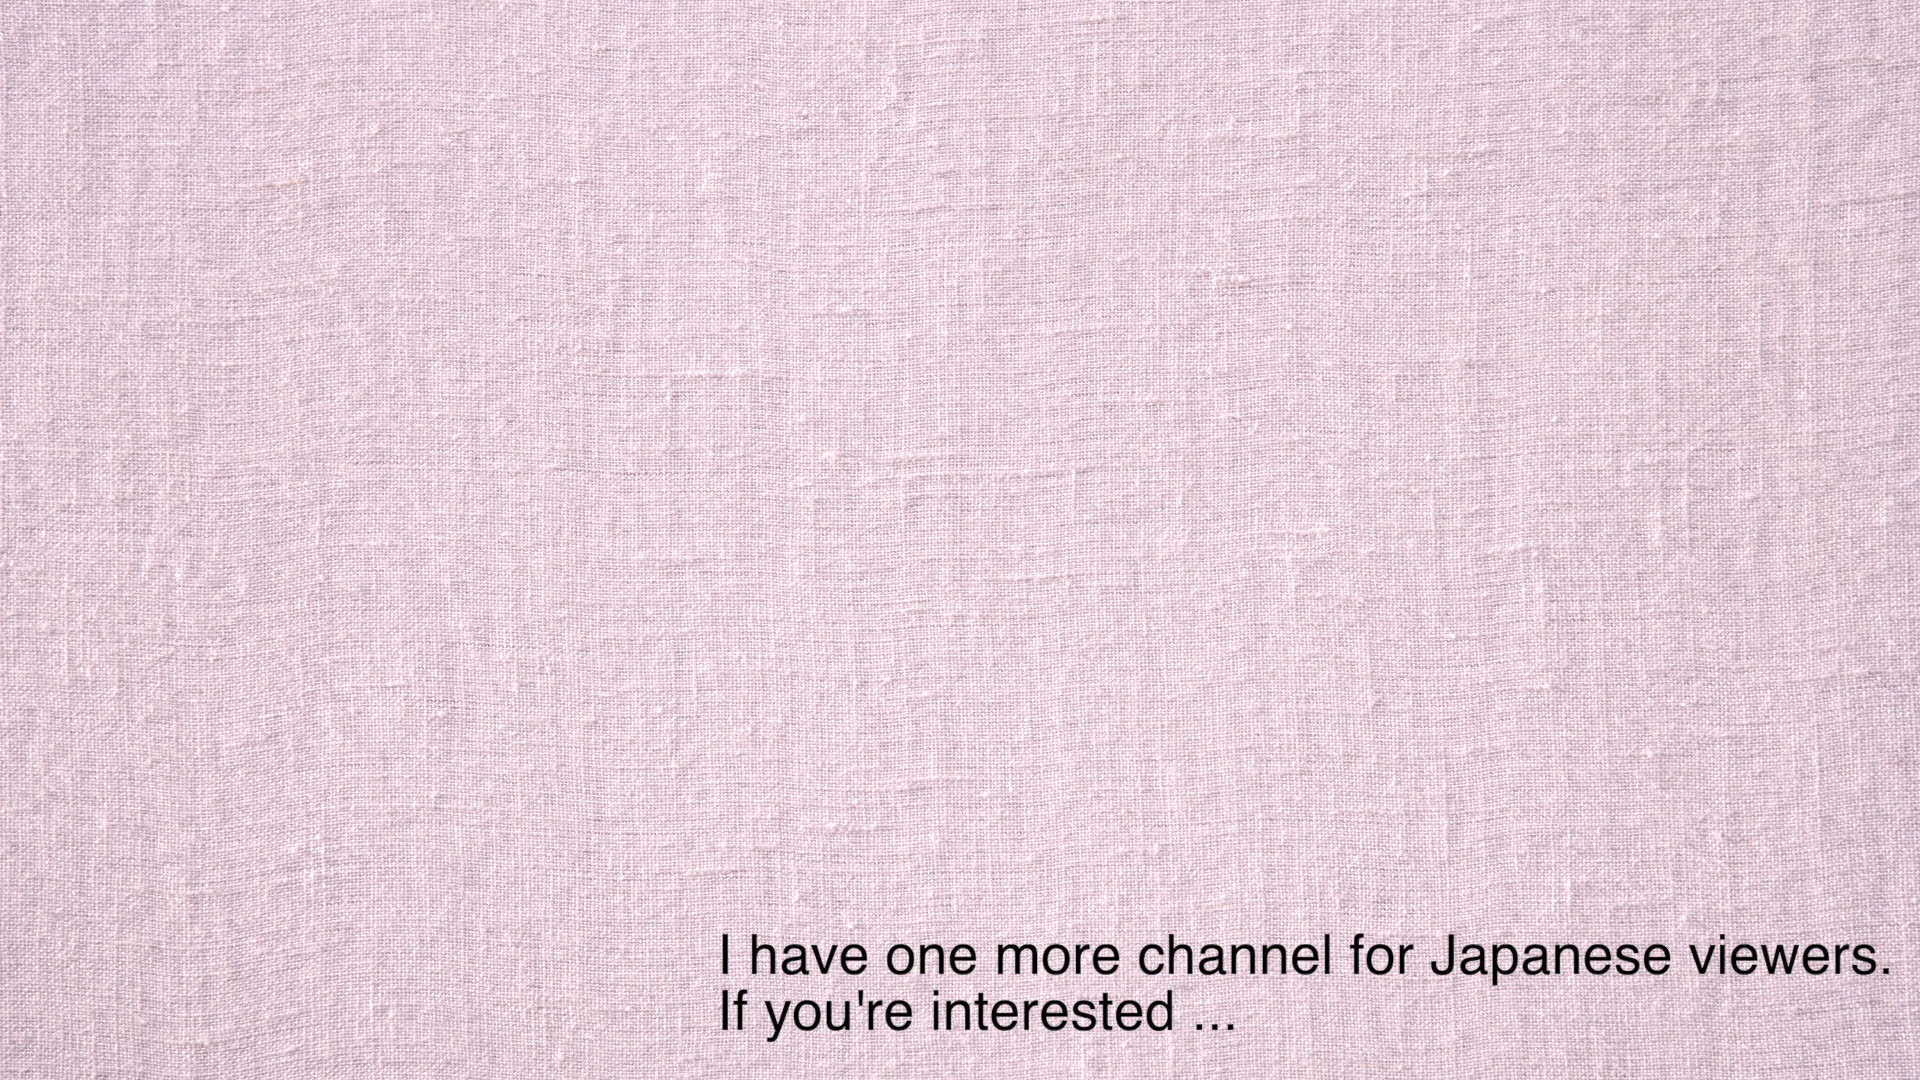 I have one more channel for Japanese viewers.
If you're interested ...